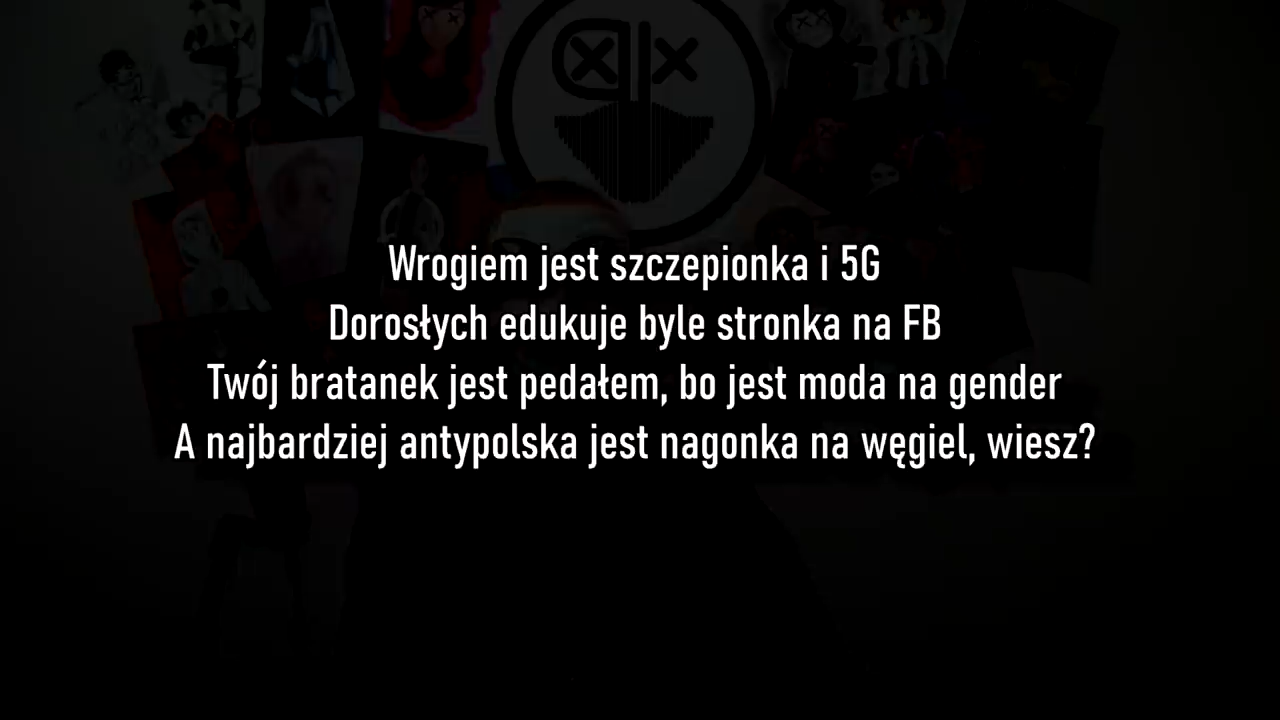 Wrogiem jest szczepionka i 5G
Dorosłych edukuje byle stronka na FB
Twój bratanek jest pedałem, bo jest moda na gender
A najbardziej antypolska jest nagonka na węgiel, wiesz?